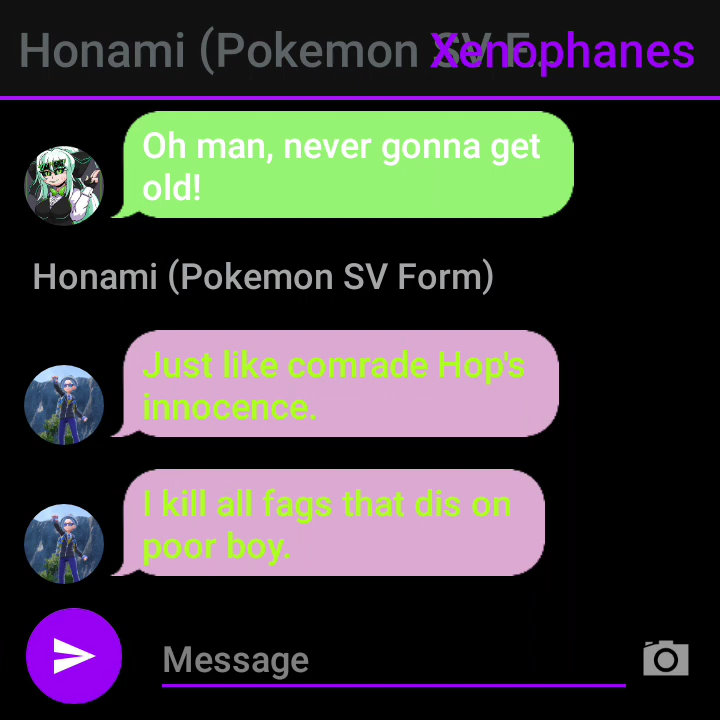 Honami (Pokemon SV F...
Xenophanes
Oh man, never gonna get
old!
Honami (Pokemon SV Form)
Just like comrade Hop's
innocence.
I kill all fags that dis on
poor boy.
Message